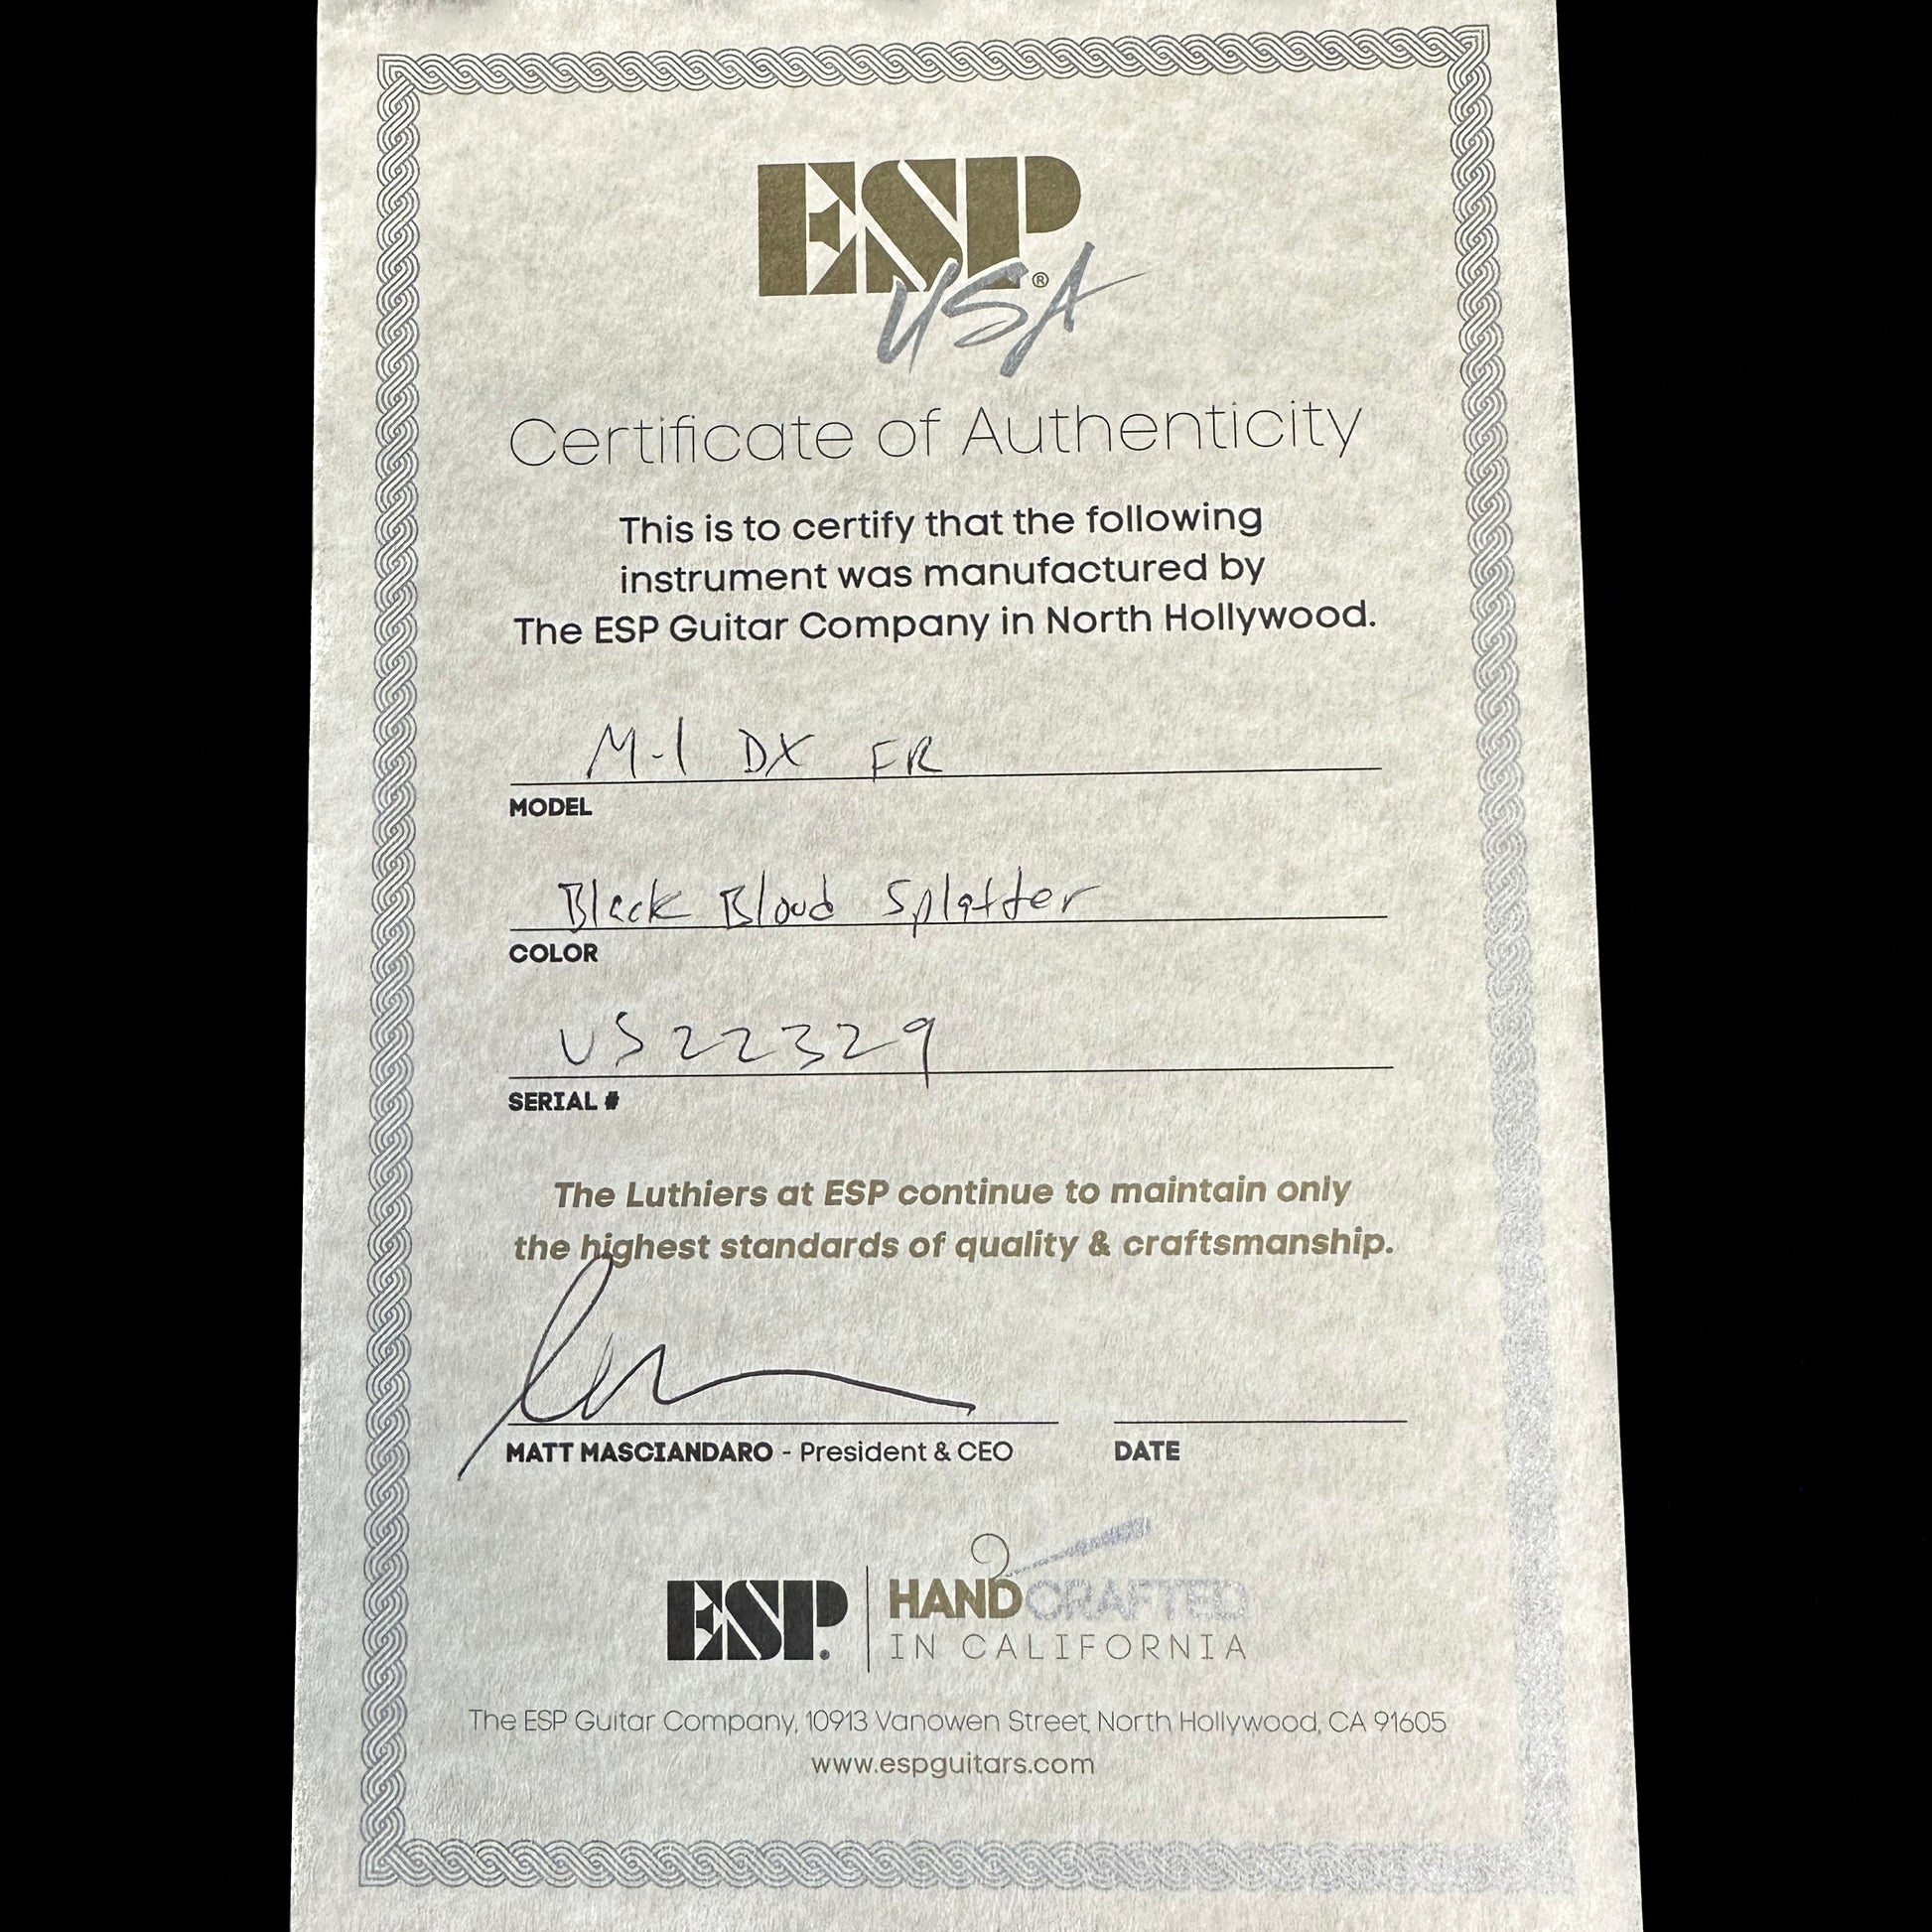 ESP®
USA
Certificate of Authenticity
This is to certify that the following
instrument was manufactured by
The ESP Guitar Company in North Hollywood.
M-1 DX FR
MODEL
Black Blood Splatter
COLOR
US22329
SERIAL #
The Luthiers at ESP continue to maintain only
the highest standards of quality & craftsmanship.
MATT MASCIANDARO - President & CEO
DATE
ESP®
HANDCRAFTED
IN CALIFORNIA
The ESP Guitar Company, 10913 Vanowen Street, North Hollywood, CA 91605
www.espguitars.com